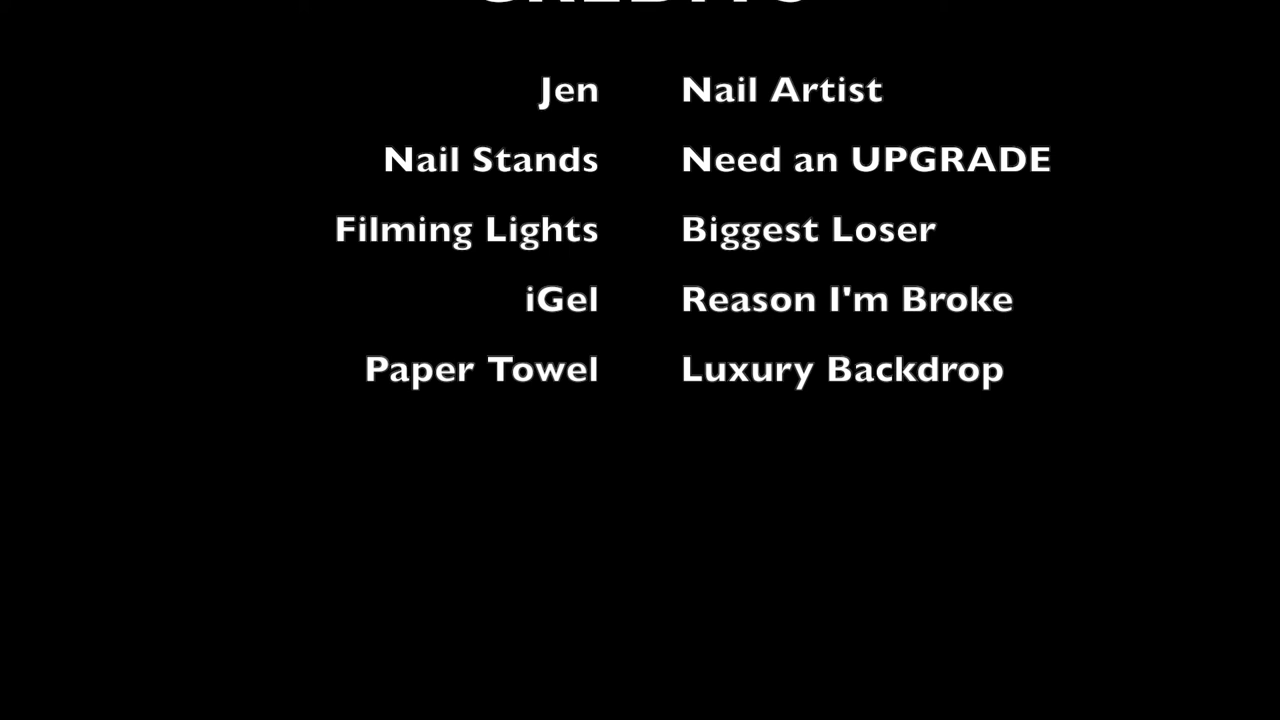 CREDITS
Jen Nail Artist
Nail Stands Need an UPGRADE
Filming Lights Biggest Loser
iGel Reason I'm Broke
Paper Towel Luxury Backdrop